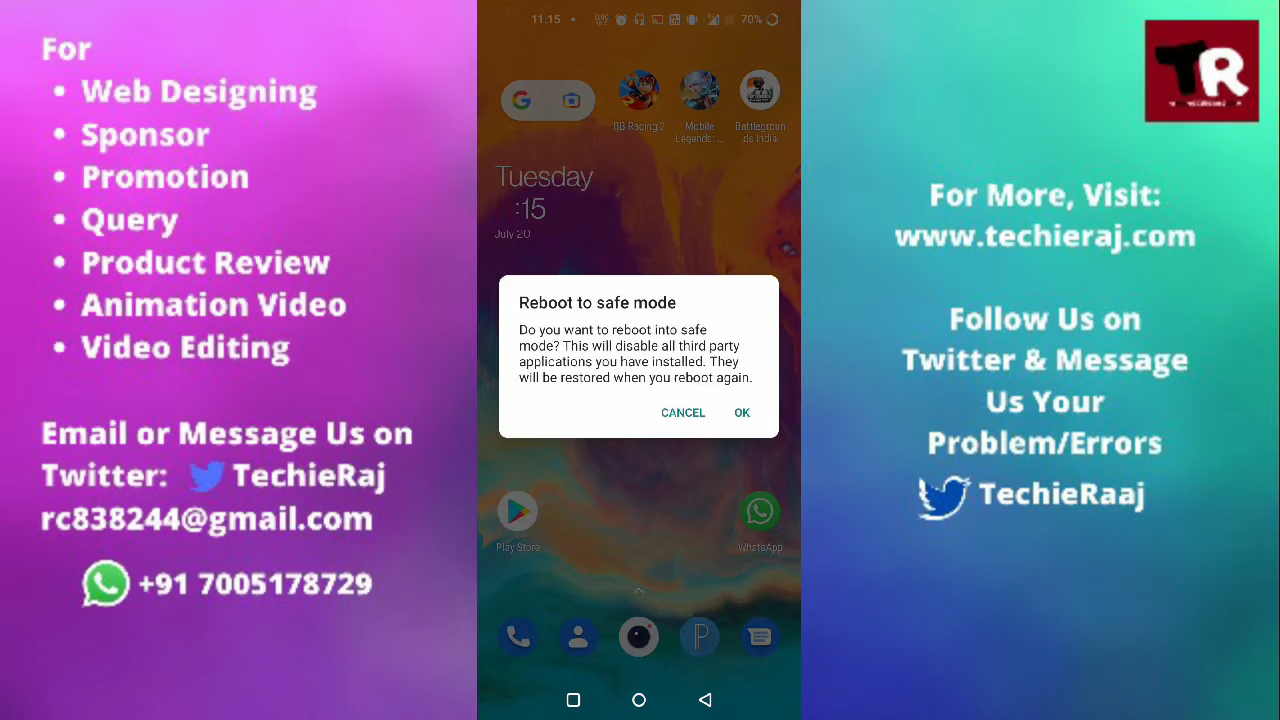 For
• Web Designing
• Sponsor
• Promotion
• Query
• Product Review
• Animation Video
• Video Editing
Email or Message Us on
Twitter: TechieRaj
rc838244@gmail.com
+91 7005178729
11:15
70%
BB Racing 2
Mobile
Legends: ...
Battlegroun
ds India
Tuesday
:15
July 20
Reboot to safe mode
Do you want to reboot into safe
mode? This will disable all third party
applications you have installed. They
will be restored when you reboot again.
CANCEL OK
Play Store
WhatsApp
TR
For More, Visit:
www.techieraj.com
Follow Us on
Twitter & Message
Us Your
Problem/Errors
TechieRaaj